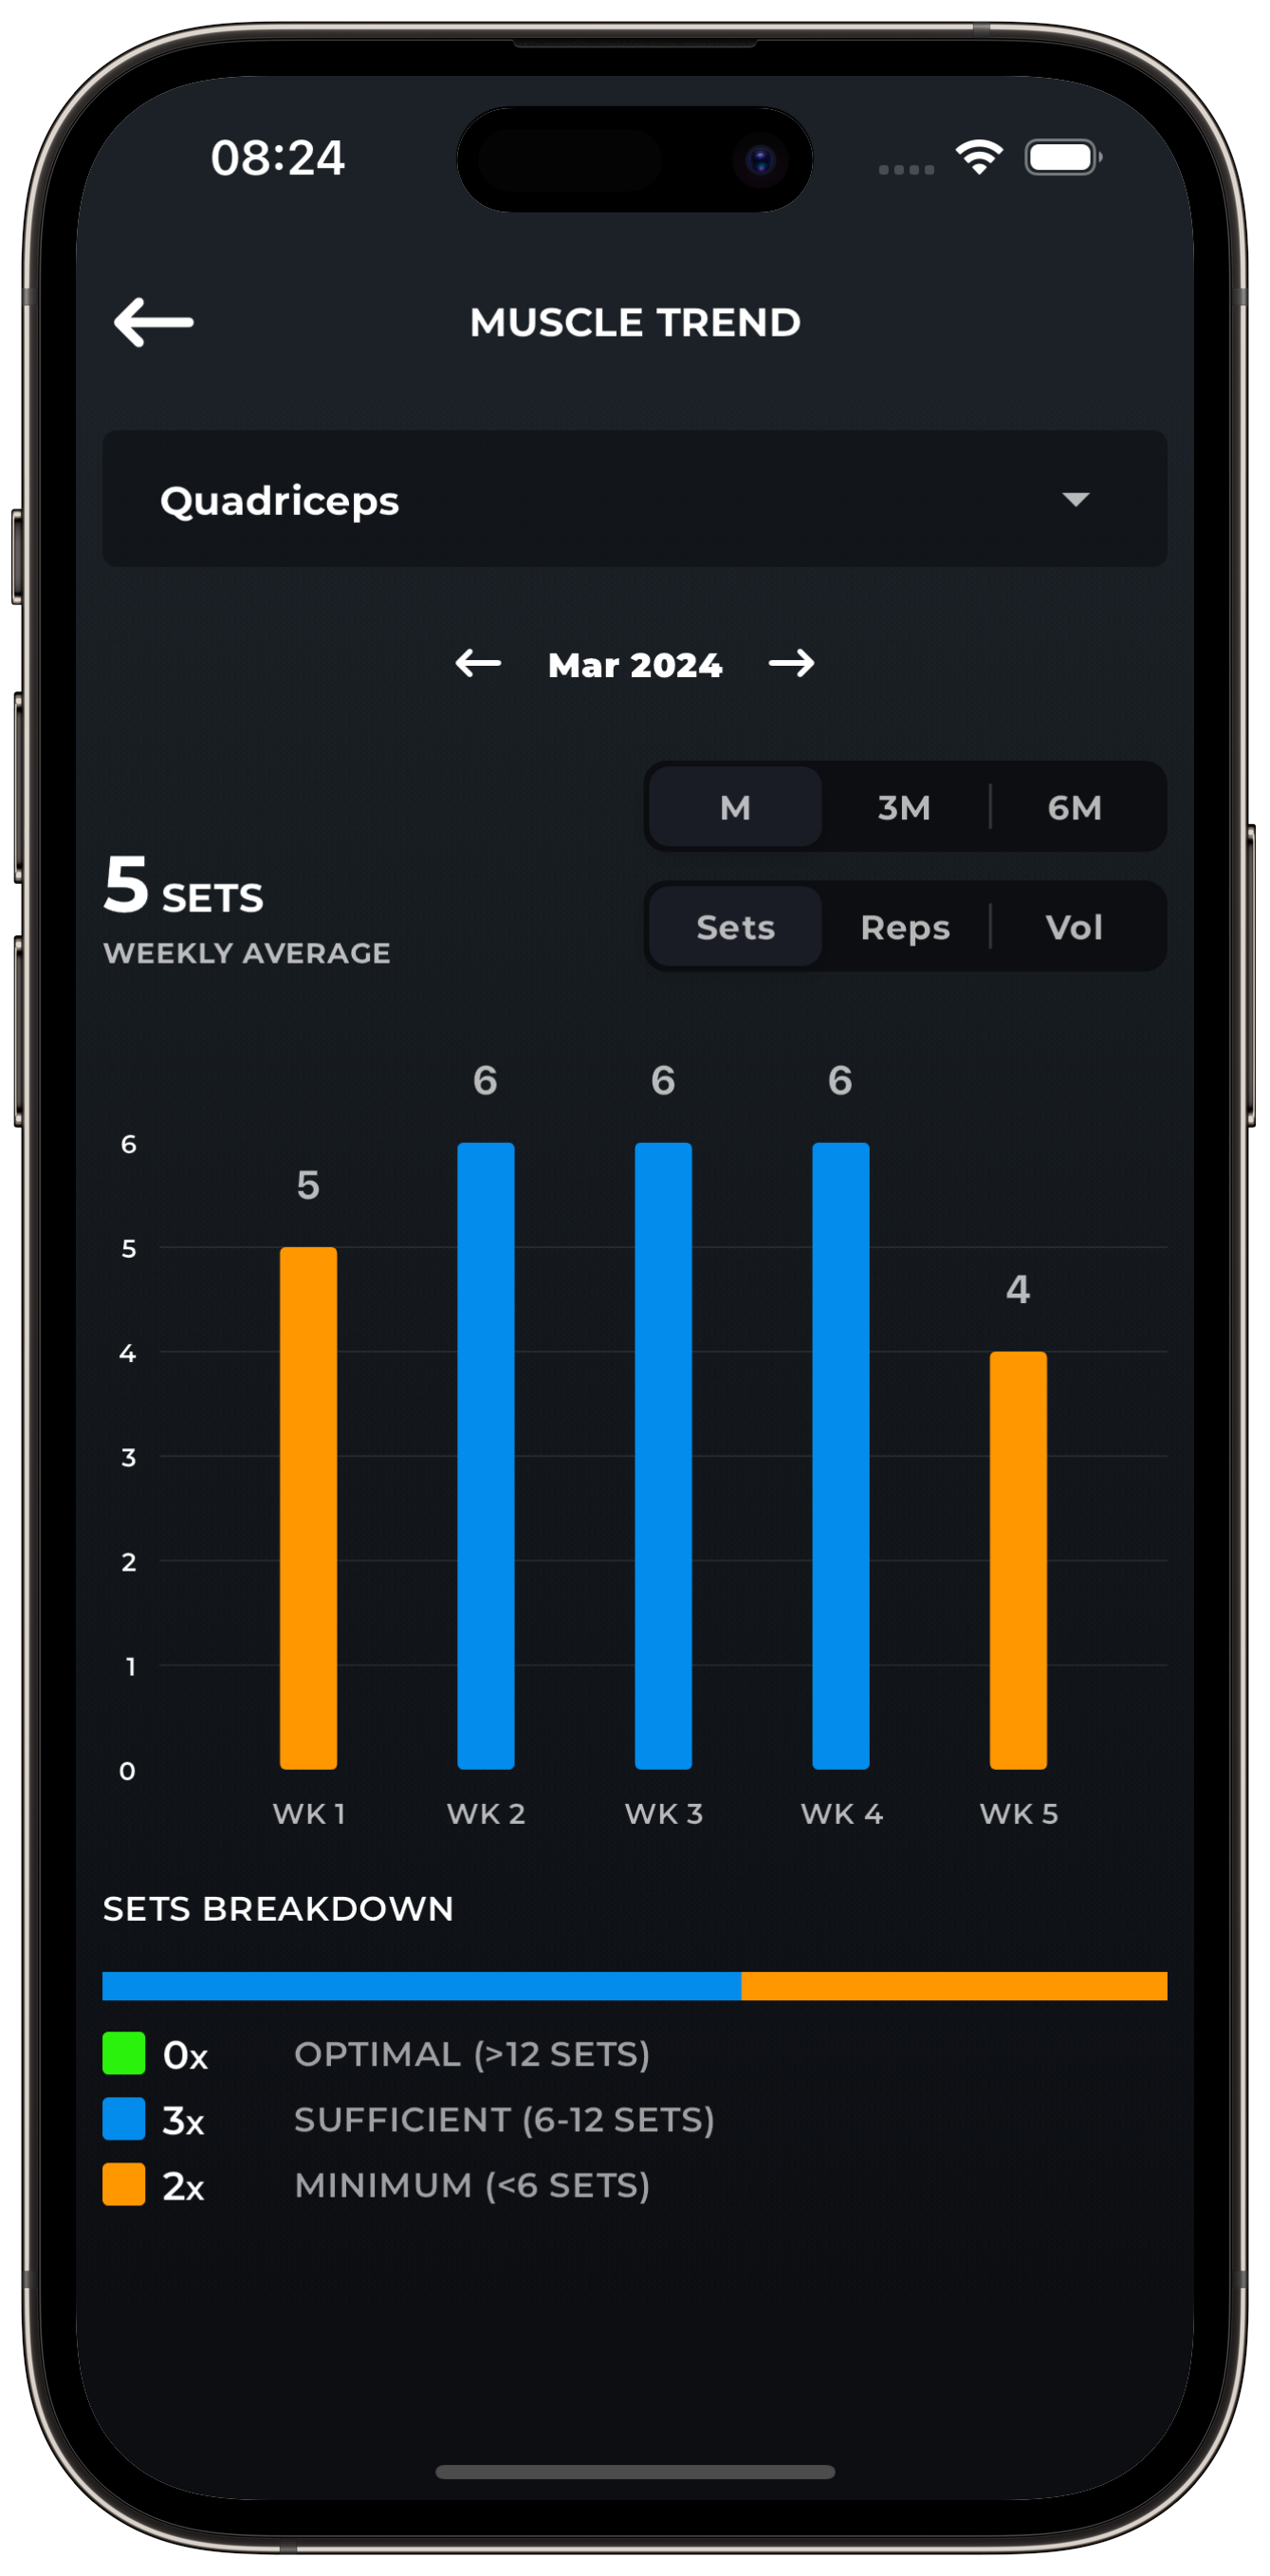 08:24
MUSCLE TREND
Quadriceps
Mar 2024
M 3M 6M
5 SETS
WEEKLY AVERAGE
Sets Reps Vol
6 6 6
6
5
5
4
4
3
2
1
0
WK 1 WK 2 WK 3 WK 4 WK 5
SETS BREAKDOWN
0x OPTIMAL (>12 SETS)
3x SUFFICIENT (6-12 SETS)
2x MINIMUM (<6 SETS)